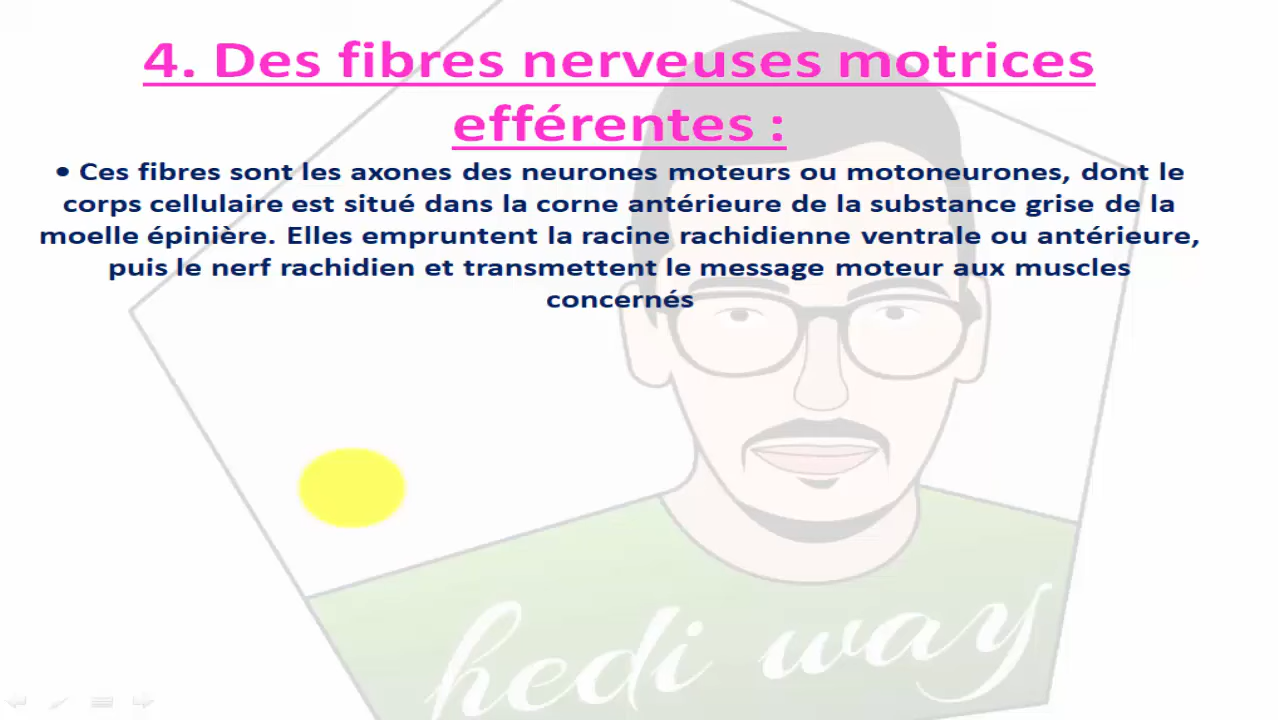 4. Des fibres nerveuses motrices
efférentes :
• Ces fibres sont les axones des neurones moteurs ou motoneurones, dont le
corps cellulaire est situé dans la corne antérieure de la substance grise de la
moelle épinière. Elles empruntent la racine rachidienne ventrale ou antérieure,
puis le nerf rachidien et transmettent le message moteur aux muscles
concernés
hedi way